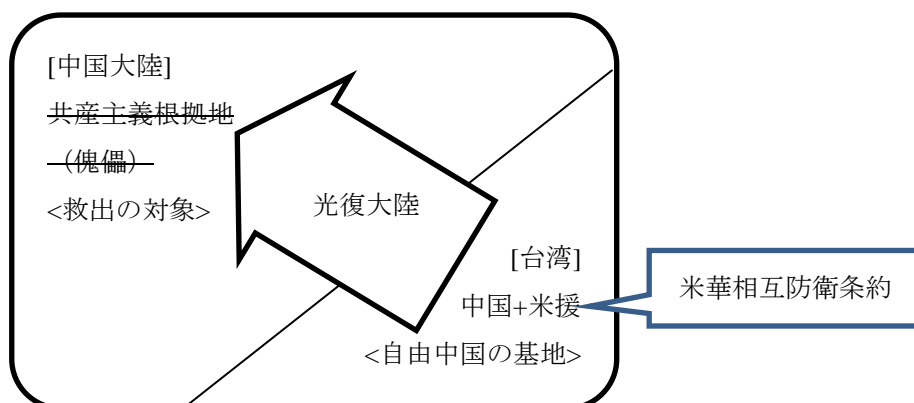 [中国大陸]
共産主義根拠地
（傀儡）
<救出の対象>
光復大陸
[台湾]
中国+米援
<自由中国の基地>
米華相互防衛条約